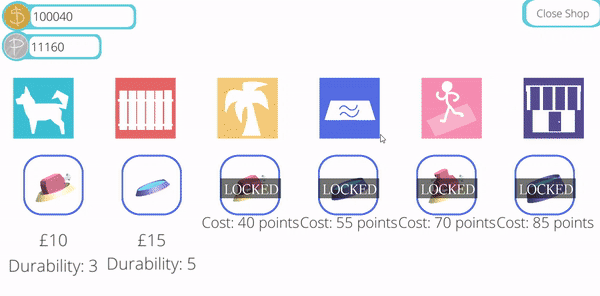 100040
Close Shop
11160
LOCKED LOCKED LOCKED LOCKED
Cost: 40 points Cost: 55 points Cost: 70 points Cost: 85 points
£10 £15
Durability: 3 Durability: 5